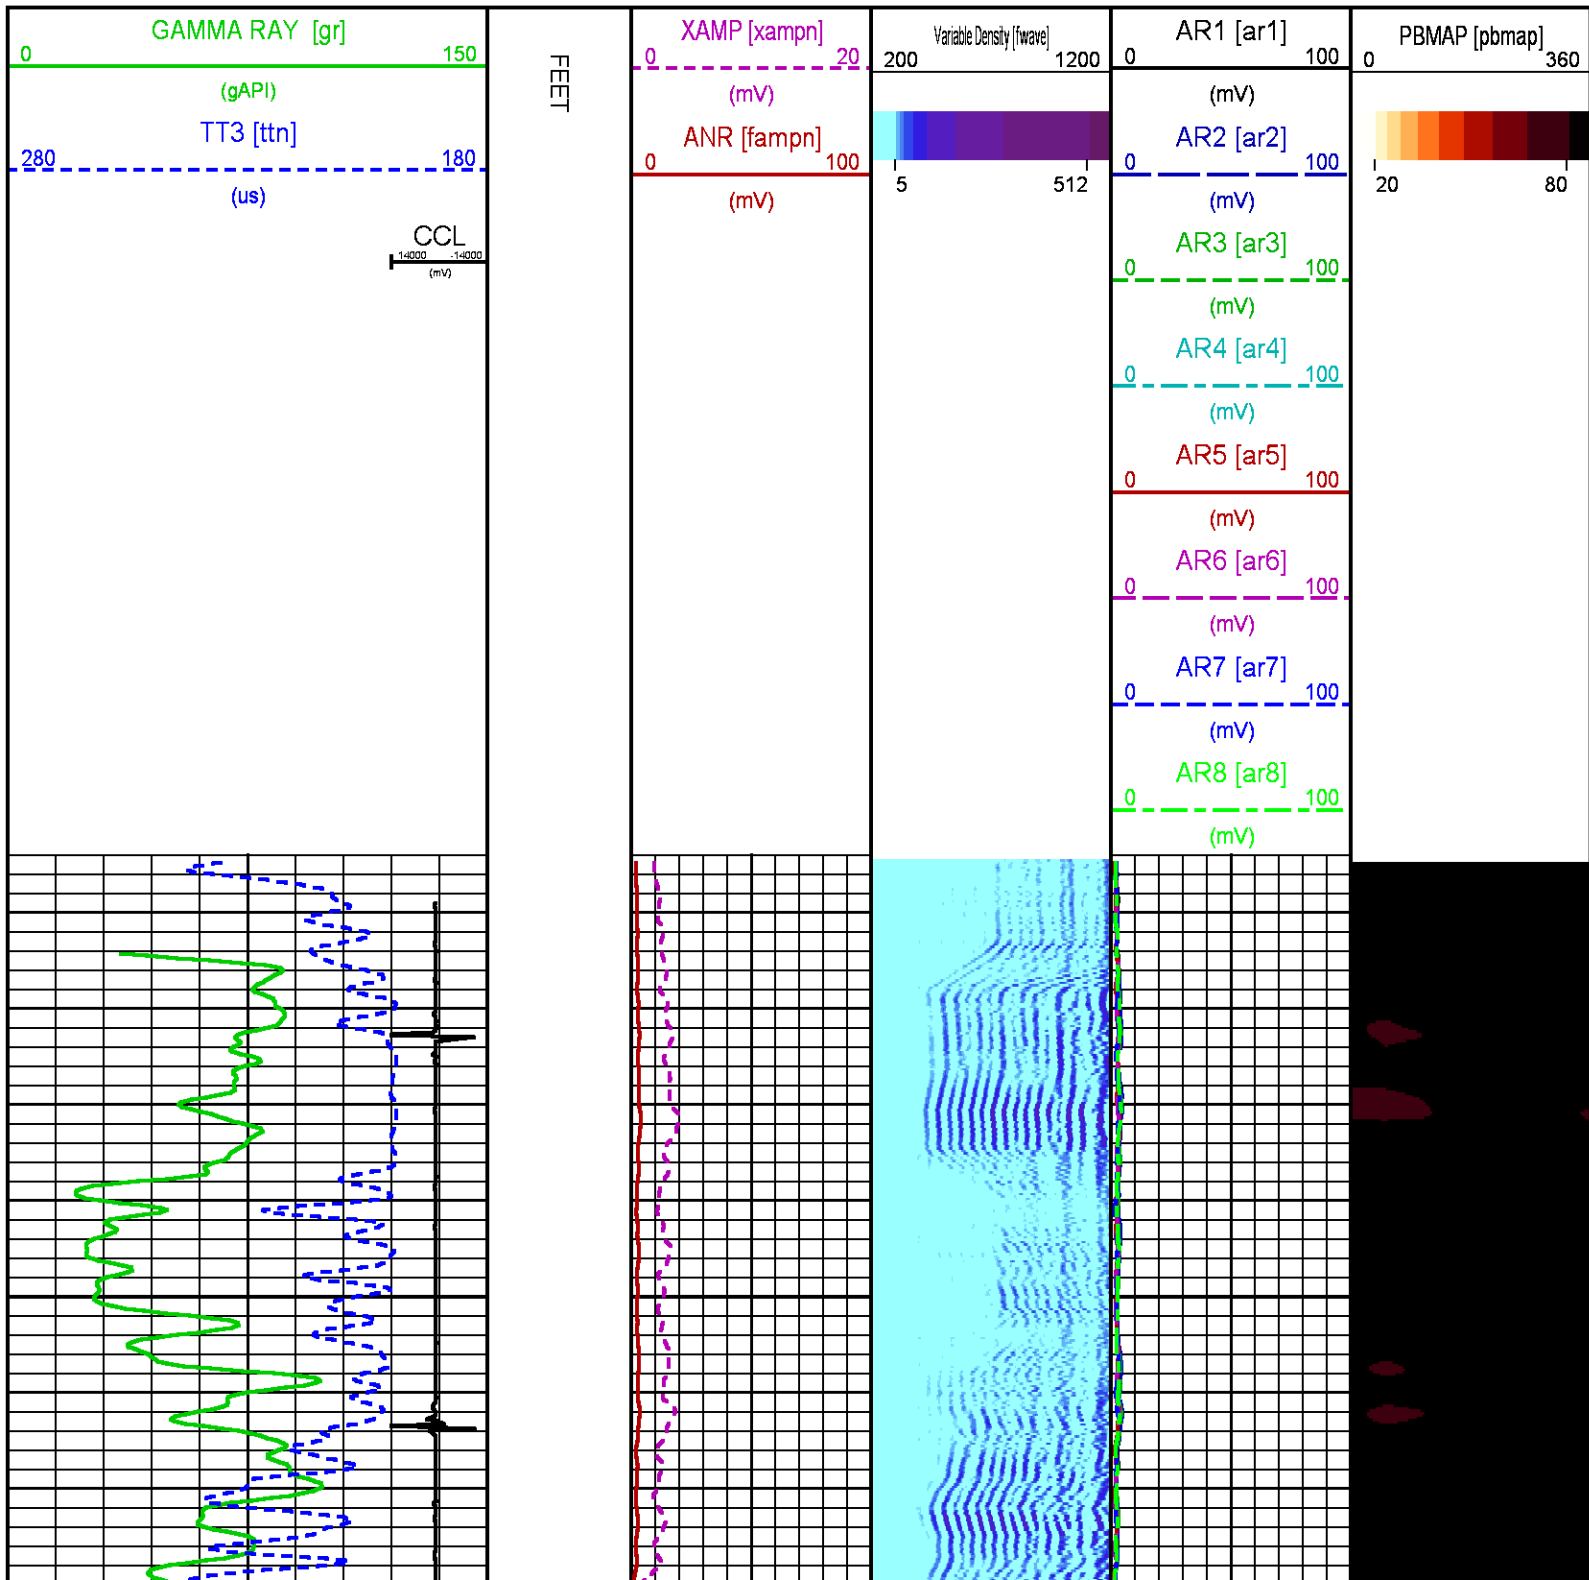 GAMMA RAY [gr]
0 150
(gAPI)
TT3 [ttn]
280 180
(us)
CCL
14000 -14000
(mV)
FEET
XAMP [xampn]
0 20
(mV)
ANR [fampn]
0 100
(mV)
Variable Density [fwave]
200 1200
5 512
AR1 [ar1]
0 100
(mV)
AR2 [ar2]
0 100
(mV)
AR3 [ar3]
0 100
(mV)
AR4 [ar4]
0 100
(mV)
AR5 [ar5]
0 100
(mV)
AR6 [ar6]
0 100
(mV)
AR7 [ar7]
0 100
(mV)
AR8 [ar8]
0 100
(mV)
PBMAP [pbmap]
0 360
20 80